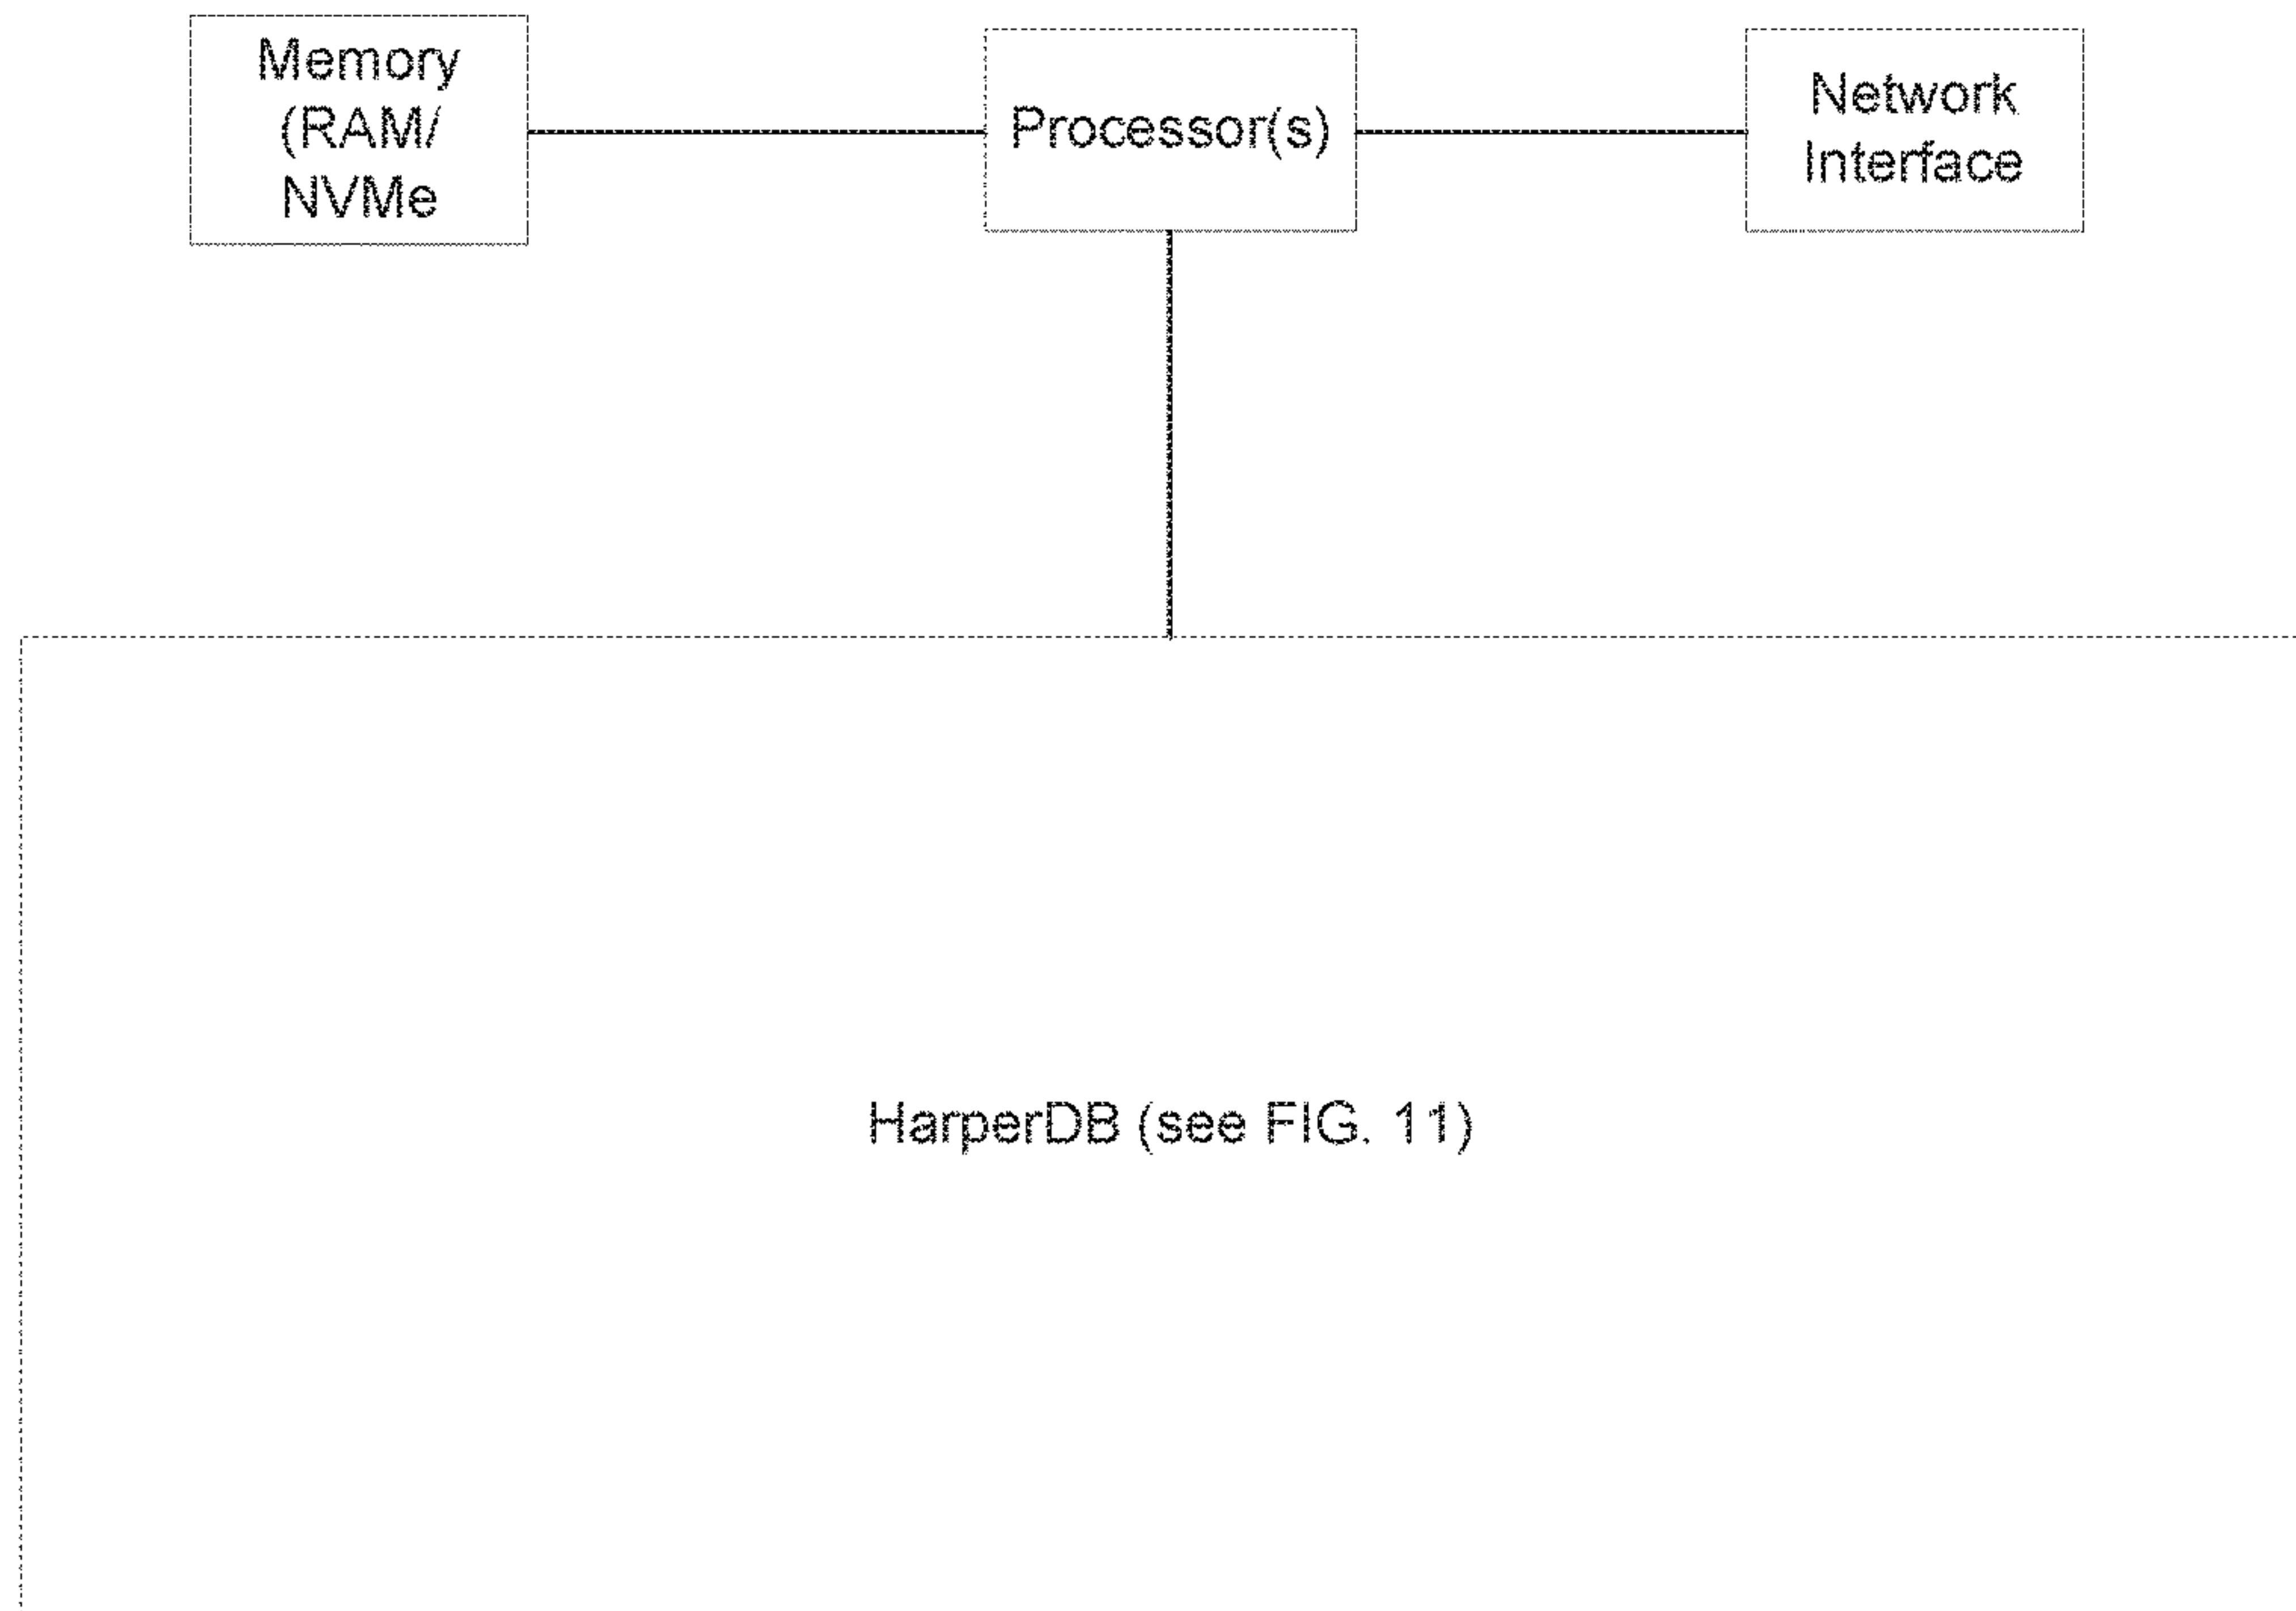 Memory
(RAM/
NVMe
Processor(s)
Network
Interface
HarperDB (see FIG. 11)